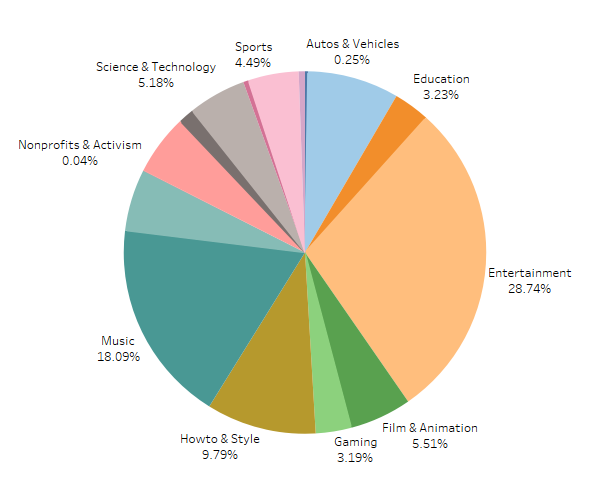 Autos & Vehicles
0.25%
Education
3.23%
Entertainment
28.74%
Film & Animation
5.51%
Gaming
3.19%
Howto & Style
9.79%
Music
18.09%
Nonprofits & Activism
0.04%
Science & Technology
5.18%
Sports
4.49%